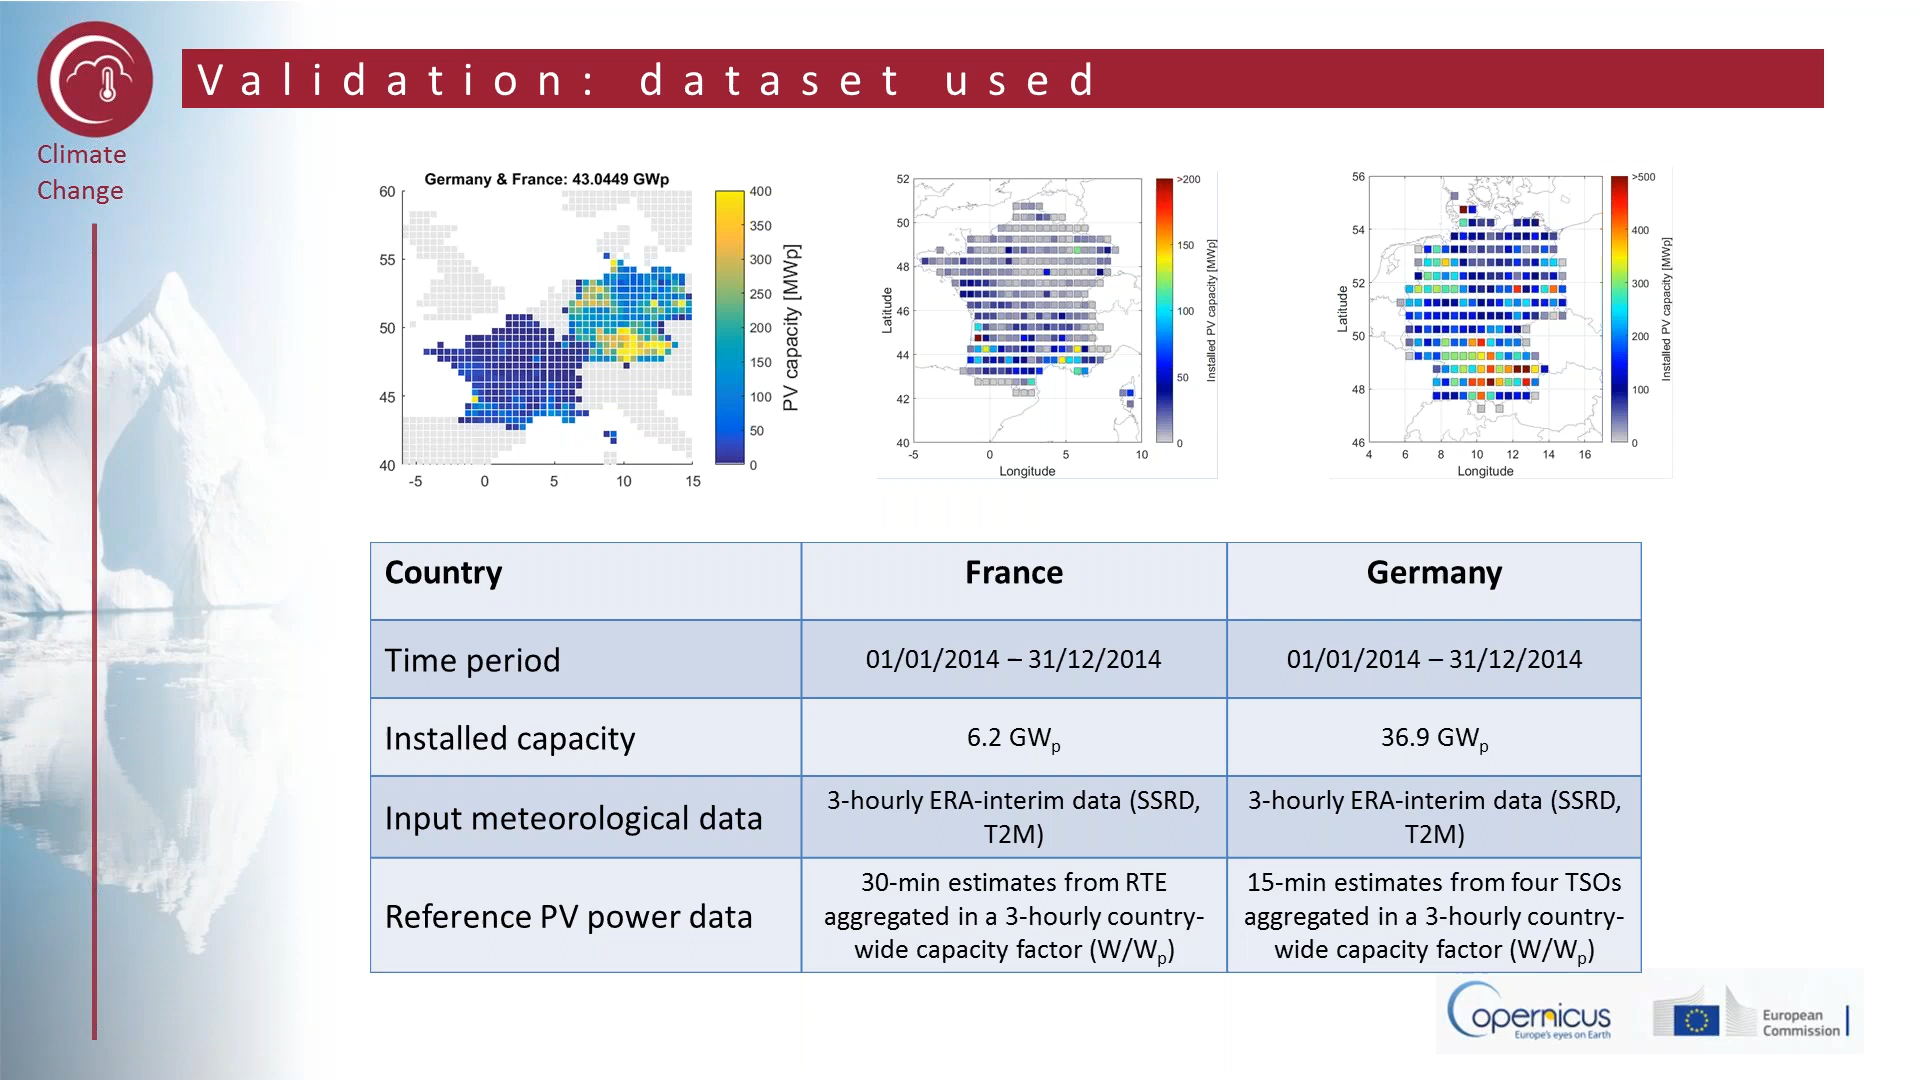 Validation: dataset used
Climate
Change
Germany & France: 43.0449 GWp
60
55
50
45
40
-5 0 5 10 15
400
350
300
250
200
150
100
50
0
PV capacity [MWp]
52
50
48
46
44
42
40
-5 0 5 10
Latitude
Longitude
>200
150
100
50
0
Installed PV capacity [MWp]
56
54
52
50
48
46
4 6 8 10 12 14 16
Latitude
Longitude
>500
400
300
200
100
0
Installed PV capacity [MWp]
Country France Germany
Time period 01/01/2014 – 31/12/2014 01/01/2014 – 31/12/2014
Installed capacity 6.2 GWp 36.9 GWp
Input meteorological data
3-hourly ERA-interim data (SSRD,
T2M)
3-hourly ERA-interim data (SSRD,
T2M)
Reference PV power data
30-min estimates from RTE
aggregated in a 3-hourly country-
wide capacity factor (W/Wp)
15-min estimates from four TSOs
aggregated in a 3-hourly country-
wide capacity factor (W/Wp)
opernicus
Europe's eyes on Earth
European
Commission